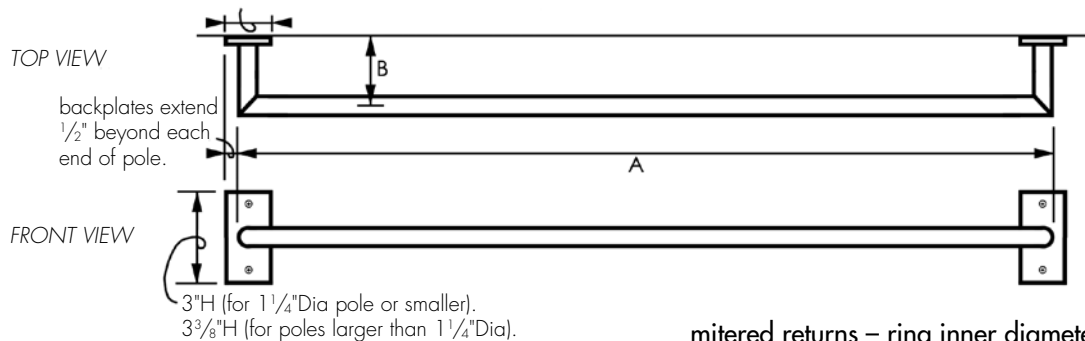 TOP VIEW
B
backplates extend
1/2" beyond each
end of pole.
A
FRONT VIEW
3"H (for 1 1/4"Dia pole or smaller).
3 3/8"H (for poles larger than 1 1/4"Dia).
mitered returns – ring inner diamete